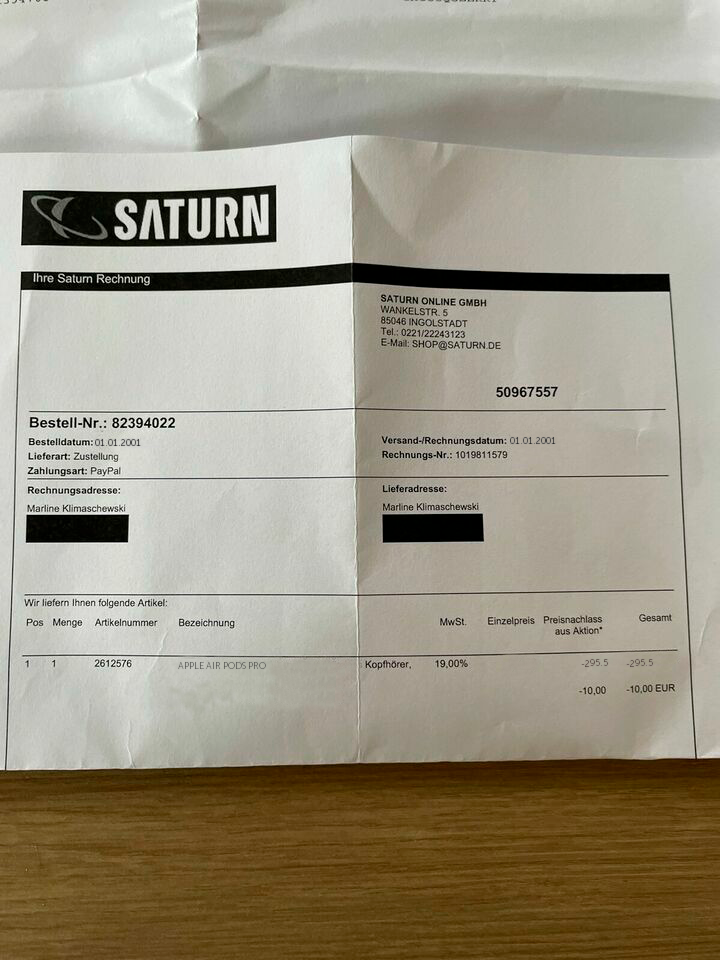 SATURN
Ihre Saturn Rechnung
SATURN ONLINE GMBH
WANKELSTR. 5
85046 INGOLSTADT
Tel.: 0221/22243123
E-Mail: SHOP@SATURN.DE
50967557
Bestell-Nr.: 82394022
Bestelldatum: 01.01.2001
Versand-/Rechnungsdatum: 01.01.2001
Lieferart: Zustellung
Rechnungs-Nr.: 1019811579
Zahlungsart: PayPal
Rechnungsadresse: Lieferadresse:
Marline Klimaschewski Marline Klimaschewski
Wir liefern Ihnen folgende Artikel:
Pos Menge Artikelnummer Bezeichnung MwSt. Einzelpreis Preisnachlass aus Aktion* Gesamt
1 1 2612576 APPLE AIR PODS PRO Kopfhörer, 19,00% -295.5 -295.5
-10,00 -10,00 EUR